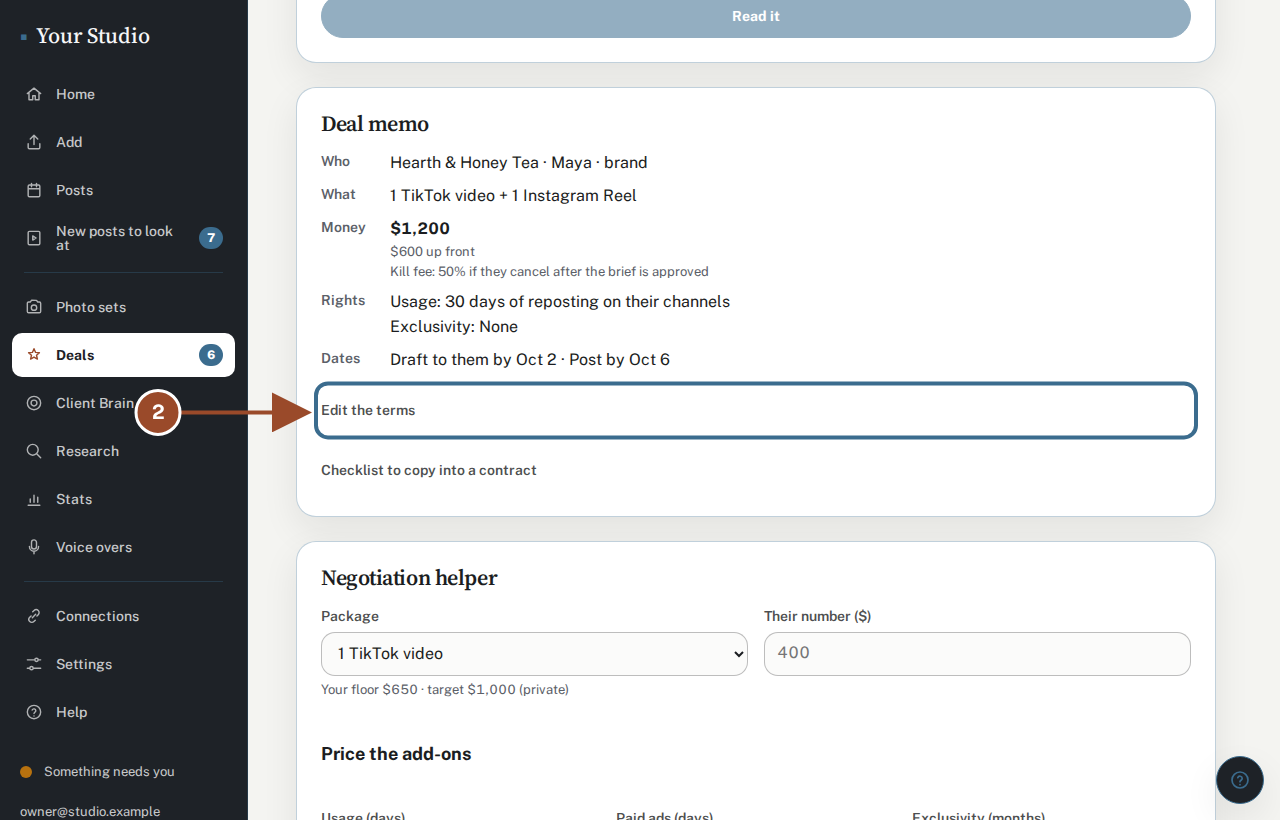 Your Studio
Home
Add
Posts
New posts to look at
7
Photo sets
Deals
6
Client Brain
2
Research
Stats
Voice overs
Connections
Settings
Help
Something needs you
owner@studio.example
Read it
Deal memo
Who
Hearth & Honey Tea · Maya · brand
What
1 TikTok video + 1 Instagram Reel
Money
$1,200
$600 up front
Kill fee: 50% if they cancel after the brief is approved
Rights
Usage: 30 days of reposting on their channels
Exclusivity: None
Dates
Draft to them by Oct 2 · Post by Oct 6
Edit the terms
Checklist to copy into a contract
Negotiation helper
Package
Their number ($)
1 TikTok video
400
Your floor $650 · target $1,000 (private)
Price the add-ons
Usage (days)
Paid ads (days)
Exclusivity (months)